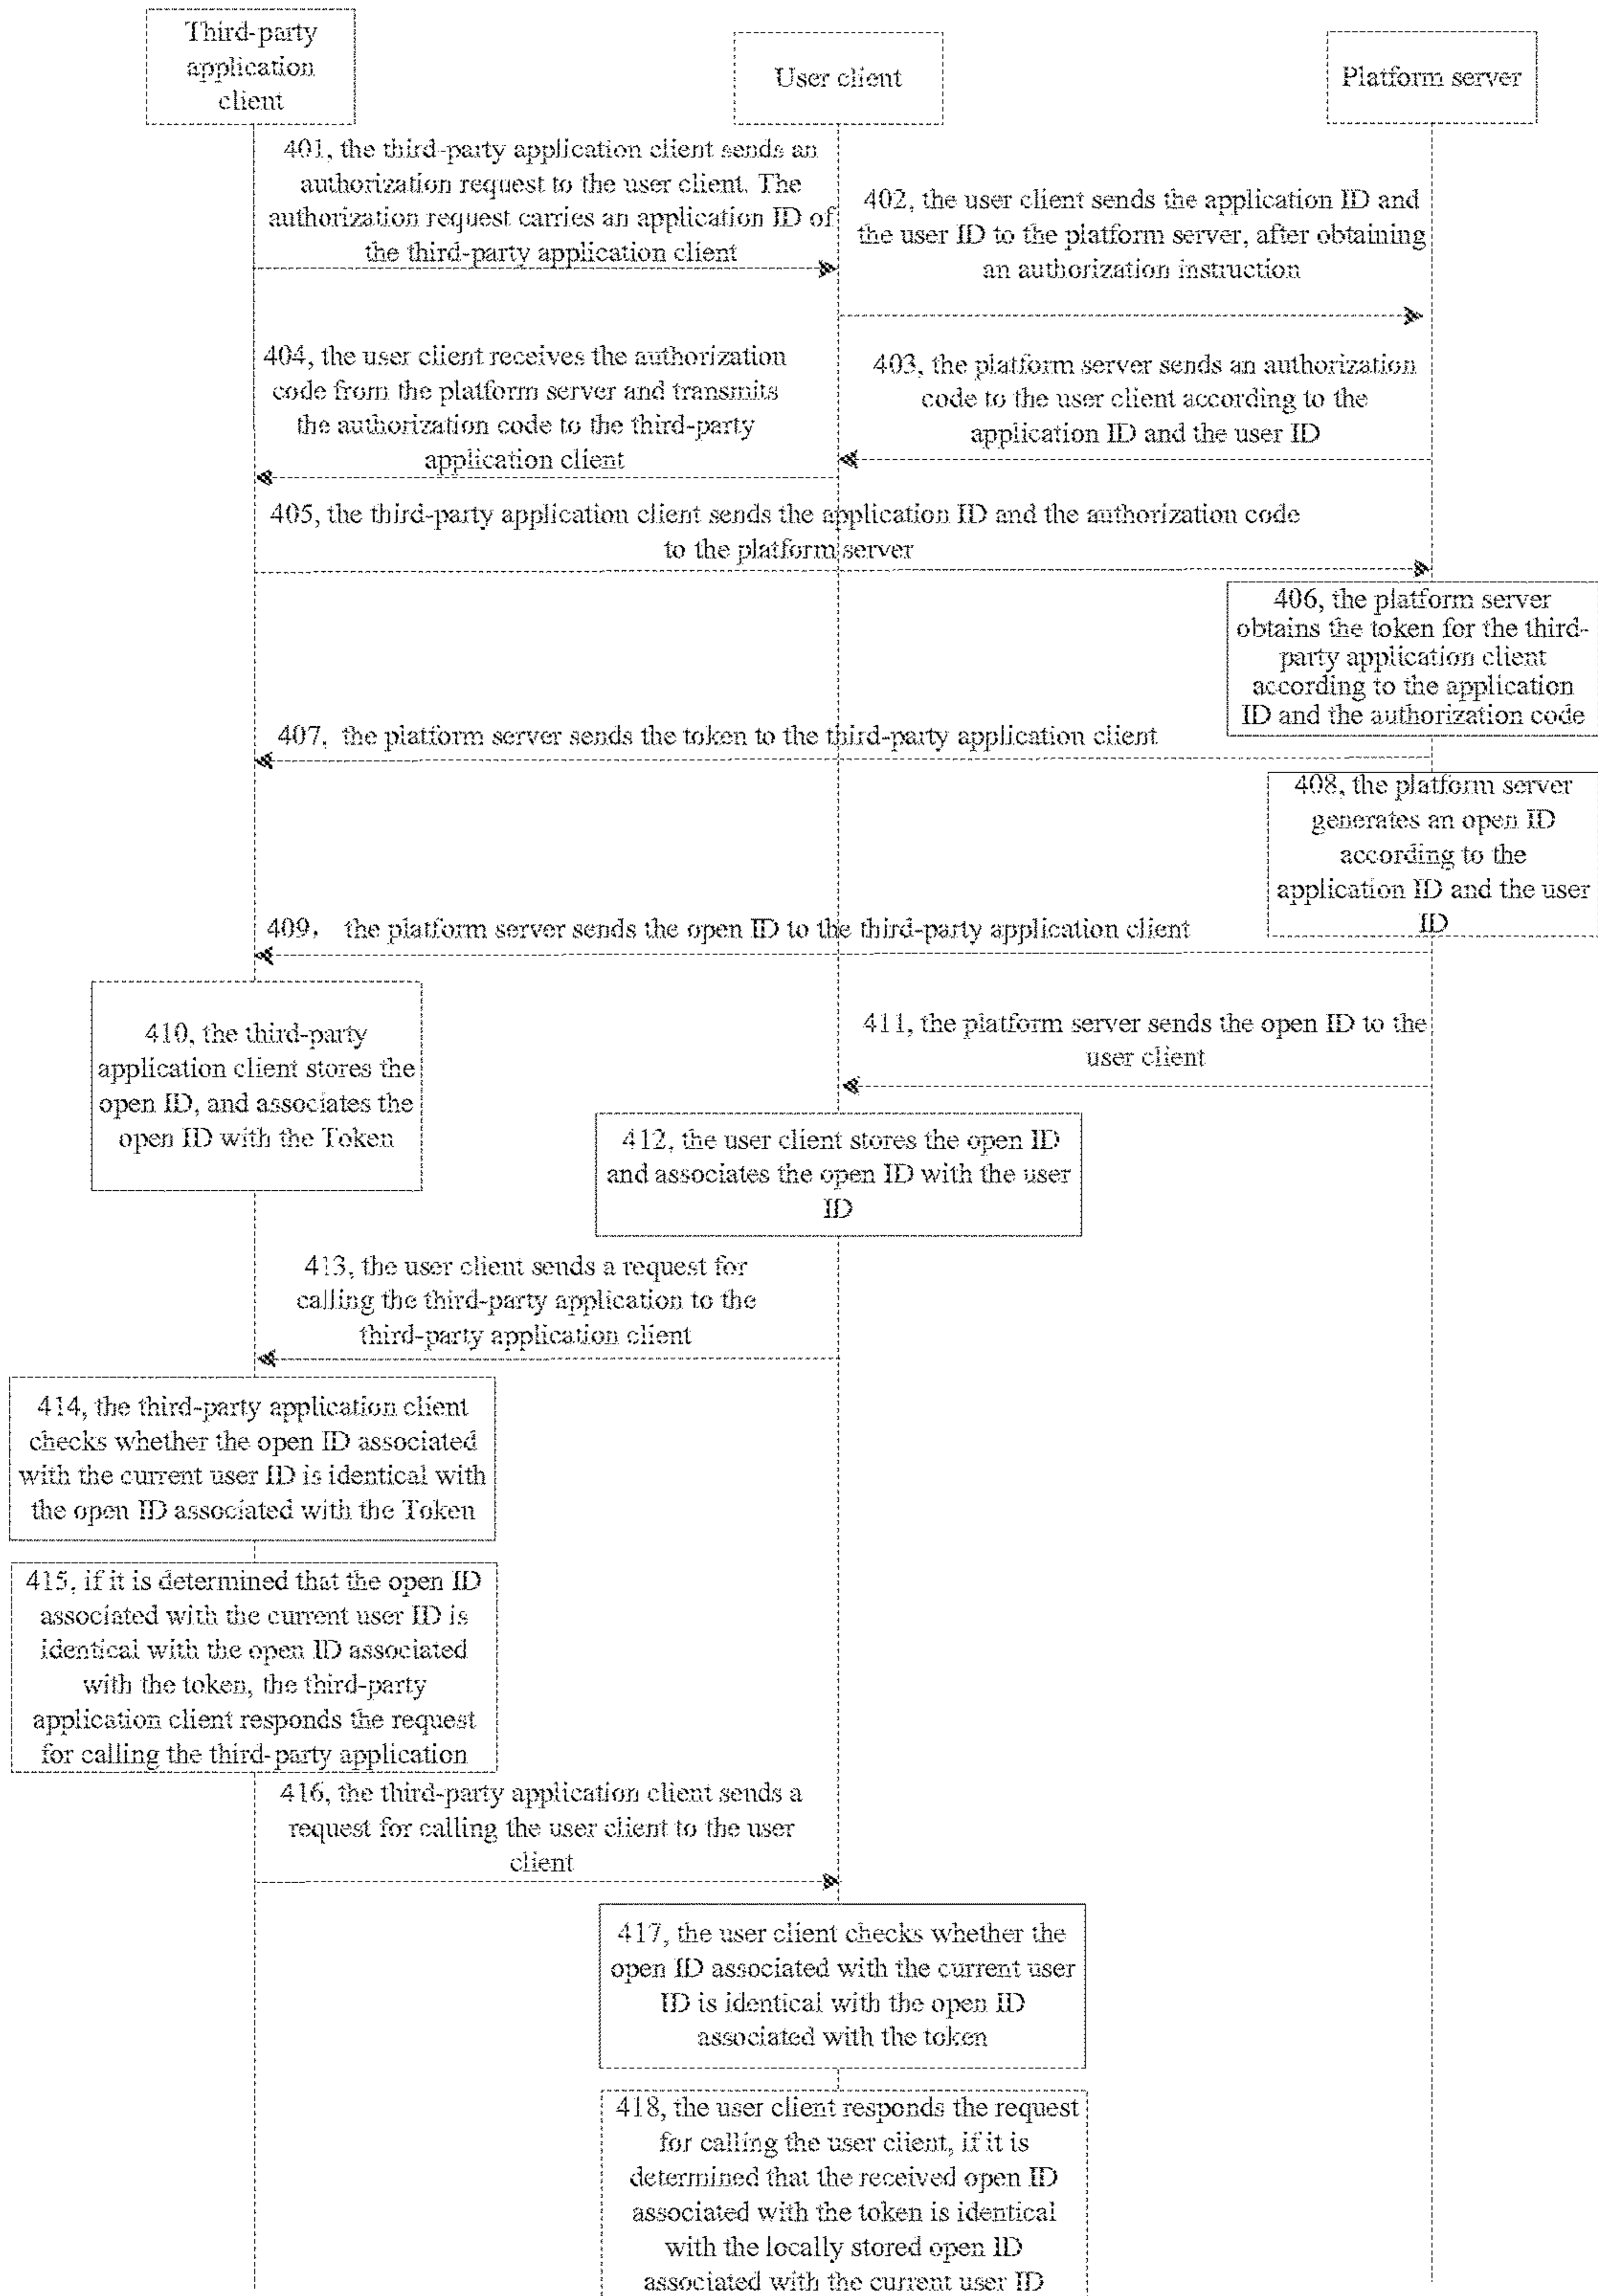 Third-party
application
client
User client
Platform server
401, the third-party application client sends an
authorization request to the user client. The
authorization request carries an application ID of
the third-party application client
402, the user client sends the application ID and
the user ID to the platform server, after obtaining
an authorization instruction
404, the user client receives the authorization
code from the platform server and transmits
the authorization code to the third-party
application client
403, the platform server sends an authorization
code to the user client according to the
application ID and the user ID
405, the third-party application client sends the application ID and the authorization code
to the platform server
406, the platform server
obtains the token for the third-
party application client
according to the application
ID and the authorization code
407, the platform server sends the token to the third-party application client
408, the platform server
generates an open ID
according to the
application ID and the user
ID
409, the platform server sends the open ID to the third-party application client
410, the third-party
application client stores the
open ID, and associates the
open ID with the Token
411, the platform server sends the open ID to the
user client
412, the user client stores the open ID
and associates the open ID with the user
ID
413, the user client sends a request for
calling the third-party application to the
third-party application client
414, the third-party application client
checks whether the open ID associated
with the current user ID is identical with
the open ID associated with the Token
415, if it is determined that the open ID
associated with the current user ID is
identical with the open ID associated
with the token, the third-party
application client responds the request
for calling the third-party application
416, the third-party application client sends a
request for calling the user client to the user
client
417, the user client checks whether the
open ID associated with the current user
ID is identical with the open ID
associated with the token
418, the user client responds the request
for calling the user client, if it is
determined that the received open ID
associated with the token is identical
with the locally stored open ID
associated with the current user ID